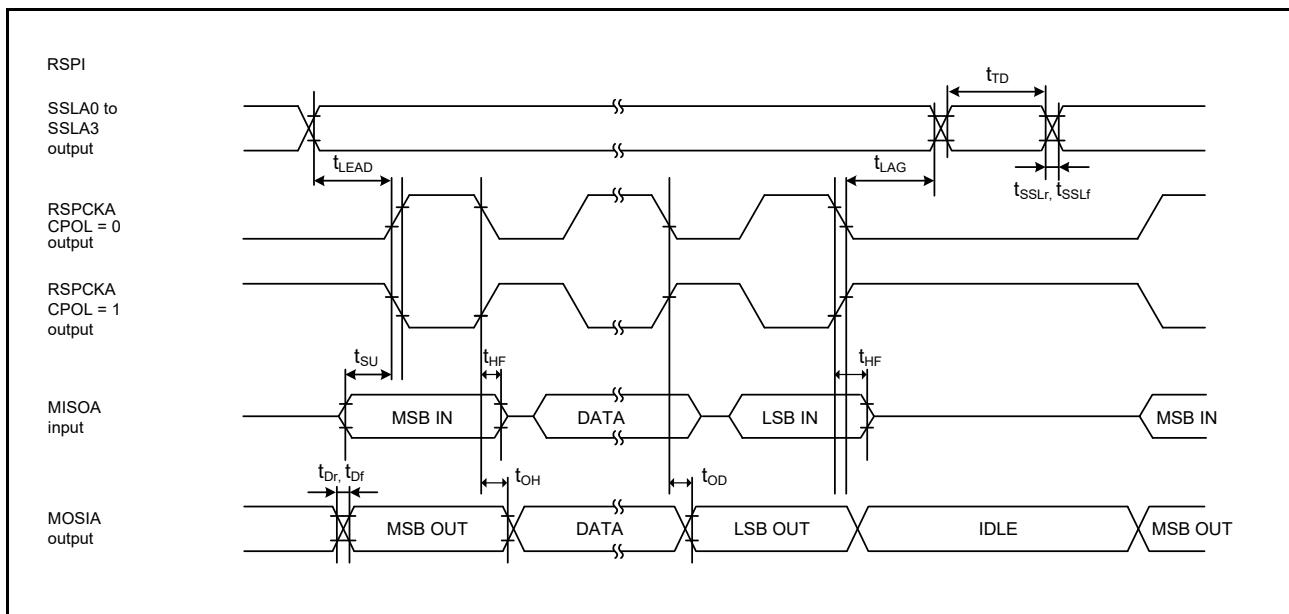 RSPI
SSLA0 to
SSLA3
output
tTD
tLEAD
tLAG
tSSLr, tSSLf
RSPCKA
CPOL = 0
output
RSPCKA
CPOL = 1
output
tSU
tHF
tHF
MISOA
input
MSB IN
DATA
LSB IN
MSB IN
tDr, tDf
tOH
tOD
MOSIA
output
MSB OUT
DATA
LSB OUT
IDLE
MSB OUT